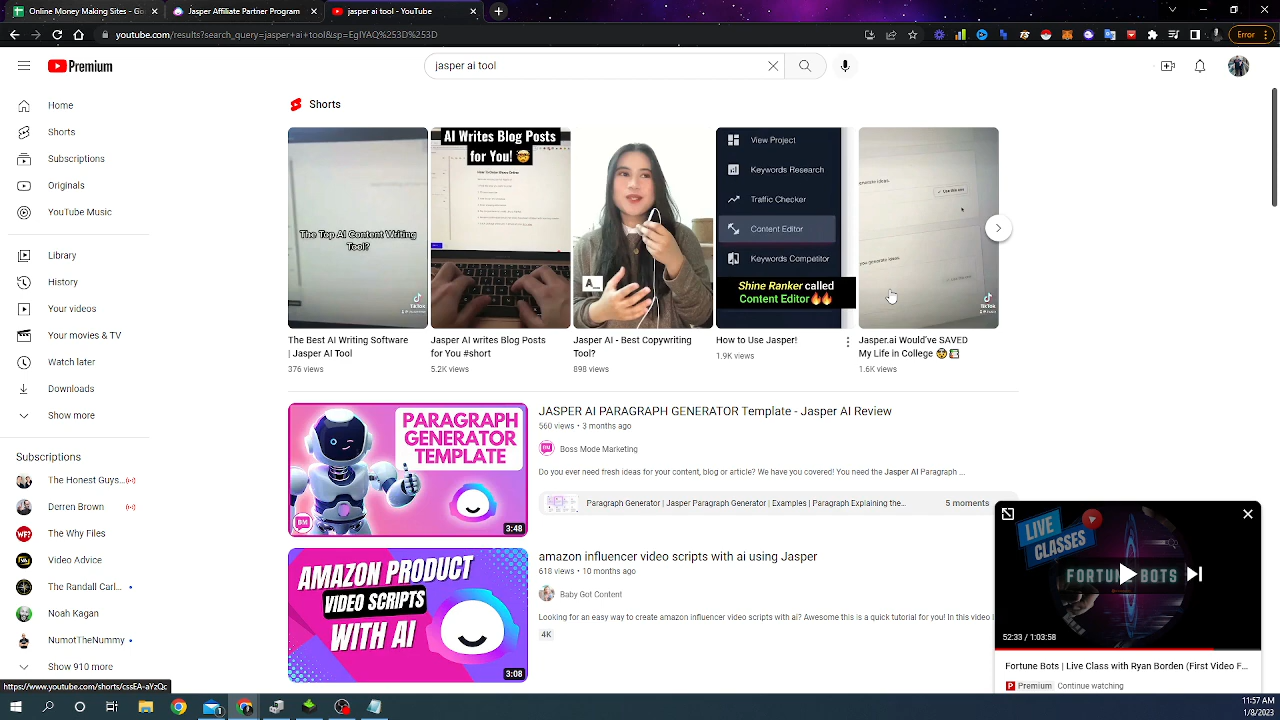 Online Money Making Sites - Go
Jasper Affiliate Partner Program
jasper ai tool - YouTube
youtube.com/results?search_query=jasper+ai+tool&sp=EgIYAQ%253D%253D
Error
Premium
jasper ai tool
Home
Shorts
Subscriptions
Originals
YouTube Music
Library
History
Your videos
Your movies & TV
Watch later
Downloads
Show more
Subscriptions
The Honest Guys...
Derren Brown
The Why Files
Video Advice
The Rachel Carl...
Noah Kagan
NumotTheNummy
Show 910 more
Shorts
The Top AI Content Writing
Tool?
TikTok
The Best AI Writing Software
| Jasper AI Tool
376 views
AI Writes Blog Posts
for You! 🤯
Jasper AI writes Blog Posts
for You #short
5.2K views
A_
Jasper AI - Best Copywriting
Tool?
898 views
View Project
Keywords Research
Traffic Checker
Content Editor
Keywords Competitor
Shine Ranker called
Content Editor🔥🔥
How to Use Jasper!
1.9K views
TikTok
Jasper.ai Would've SAVED
My Life in College
1.6K views
PARAGRAPH
GENERATOR
TEMPLATE
3:48
JASPER AI PARAGRAPH GENERATOR Template - Jasper AI Review
560 views • 3 months ago
Boss Mode Marketing
Do you ever need fresh ideas for your content, blog or article? We have you covered! You need the Jasper AI Paragraph ...
Paragraph Generator | Jasper Paragraph Generator | Examples | Paragraph Explaining the...
5 moments
AMAZON PRODUCT
VIDEO SCRIPTS
WITH AI
3:08
amazon influencer video scripts with ai using Jasper
618 views • 10 months ago
Baby Got Content
Looking for an easy way to create amazon influencer video scripts with ai? Awesome this is a quick tutorial for you! In this video I
4K
LIVE
CLASSES
FORTUNE BOTS
52:33 / 1:03:58
Fortune Bots | Live Class with Ryan Borden (First Video F...
Premium Continue watching
https://www.youtube.com/shorts/cssEA-aYzQc
11:57 AM
1/8/2023